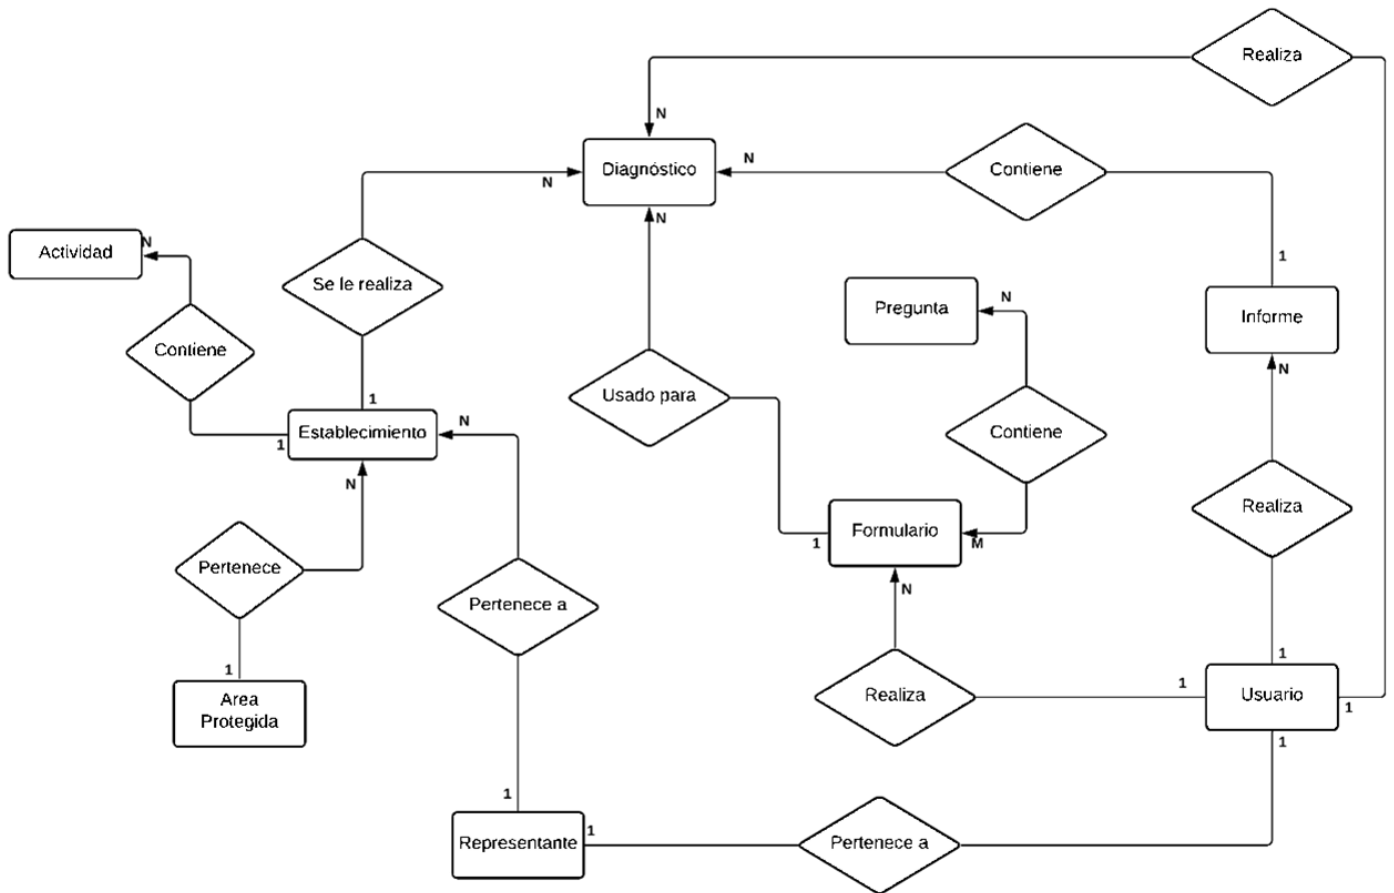 Realiza
N
Diagnóstico
N
Contiene
N
N
Actividad
N
Se le realiza
1
Pregunta
N
Informe
Contiene
Usado para
N
1
N
Establecimiento
1
Contiene
N
Formulario
1
M
Realiza
Pertenece
N
Pertenece a
1
1
Area
Protegida
Realiza
1
Usuario
1
1
1
Representante
1
Pertenece a